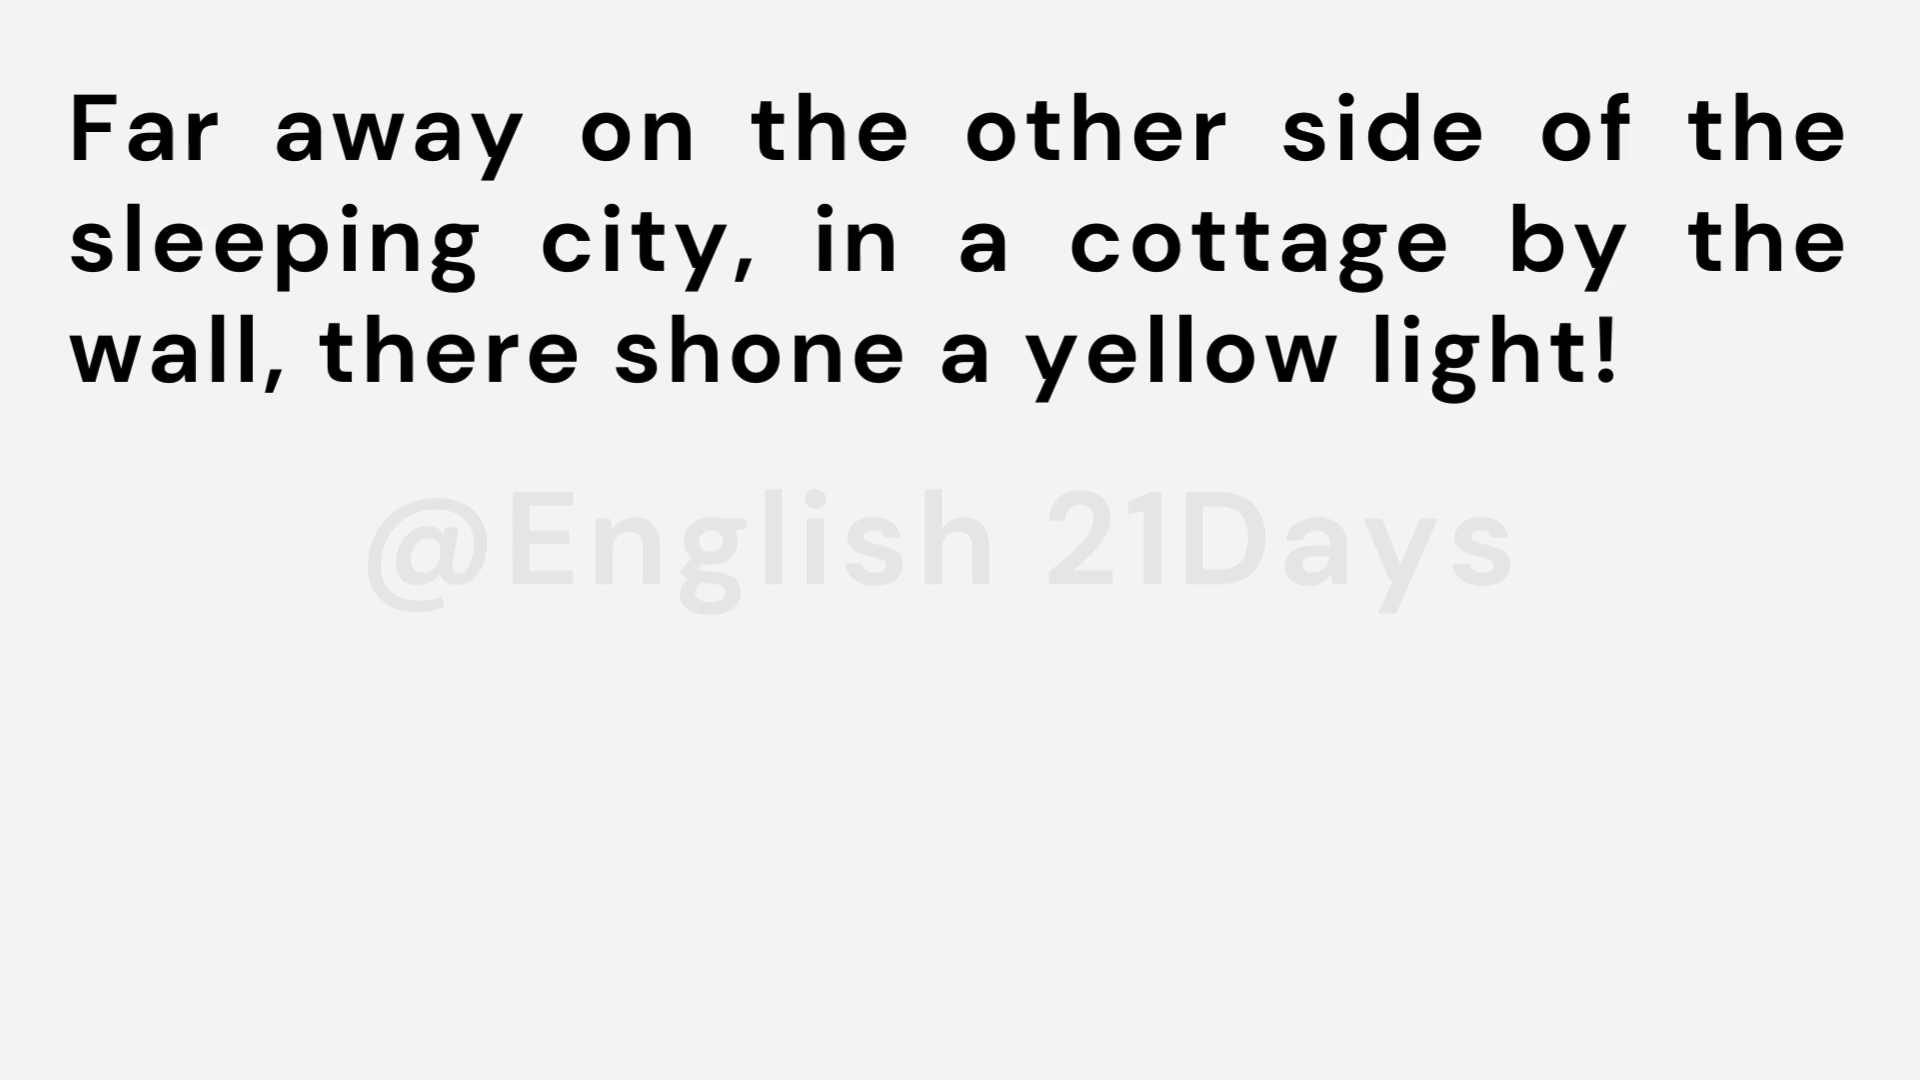 Far away on the other side of the
sleeping city, in a cottage by the
wall, there shone a yellow light!
@English 21Days